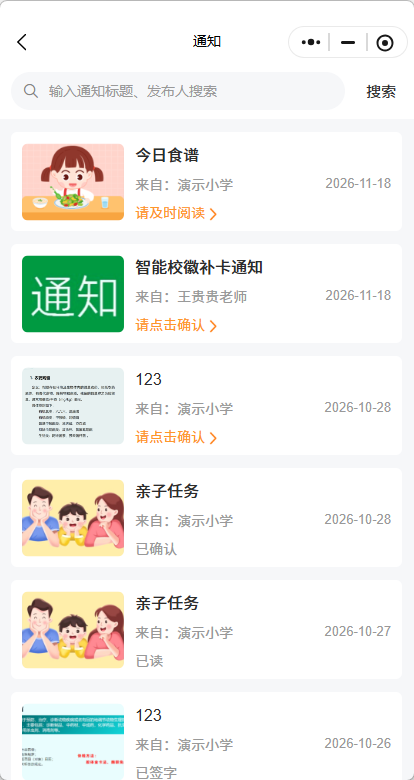 通知
输入通知标题、发布人搜索
搜索
今日食谱
来自：演示小学
2026-11-18
请及时阅读
通知
智能校徽补卡通知
来自：王贵贵老师
2026-11-18
请点击确认
123
来自：演示小学
2026-10-28
请点击确认
亲子任务
来自：演示小学
2026-10-28
已确认
亲子任务
来自：演示小学
2026-10-27
已读
123
来自：演示小学
2026-10-26
已签字